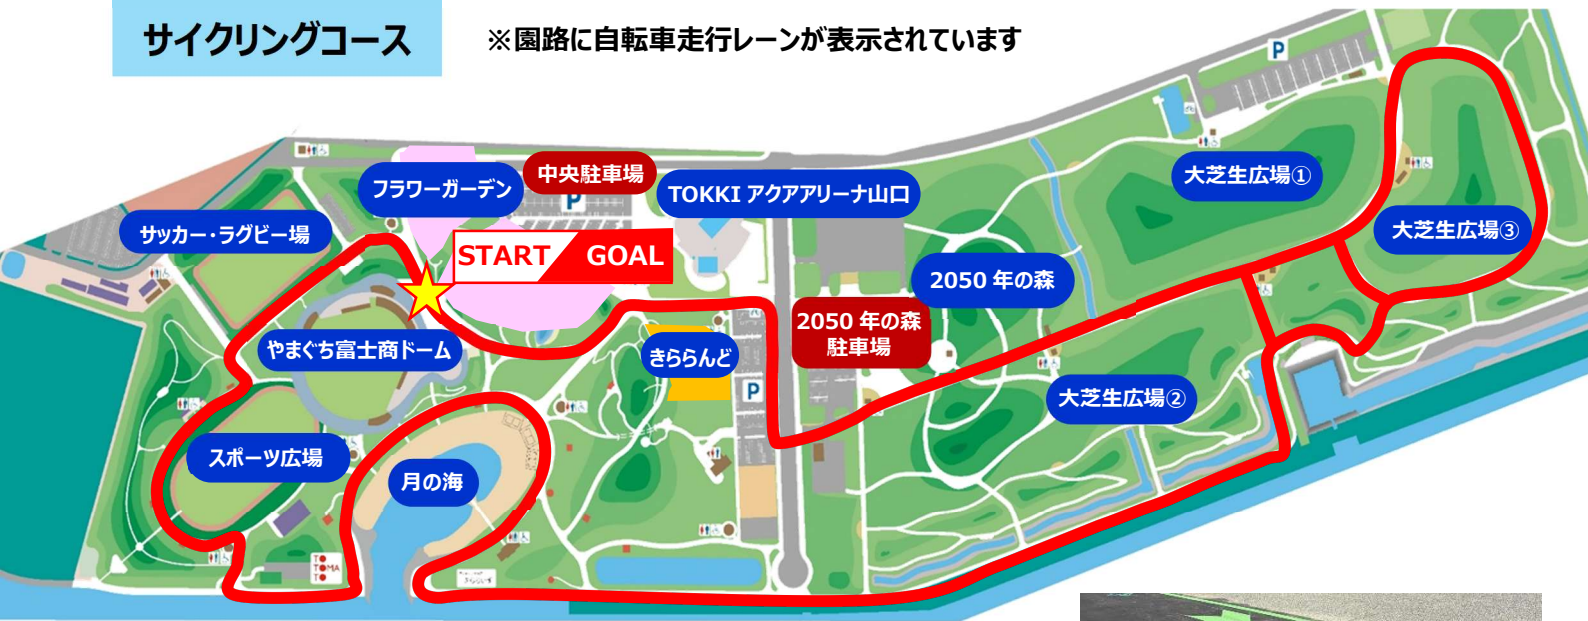 サイクリングコース
※園路に自転車走行レーンが表示されています
P
中央駐車場
フラワーガーデン
P
TOKKI アクアアリーナ山口
大芝生広場①
サッカー・ラグビー場
大芝生広場③
START GOAL
2050 年の森
2050 年の森
駐車場
やまぐち富士商ドーム
きららんど
P
大芝生広場②
スポーツ広場
月の海
TO
TOMA
TO